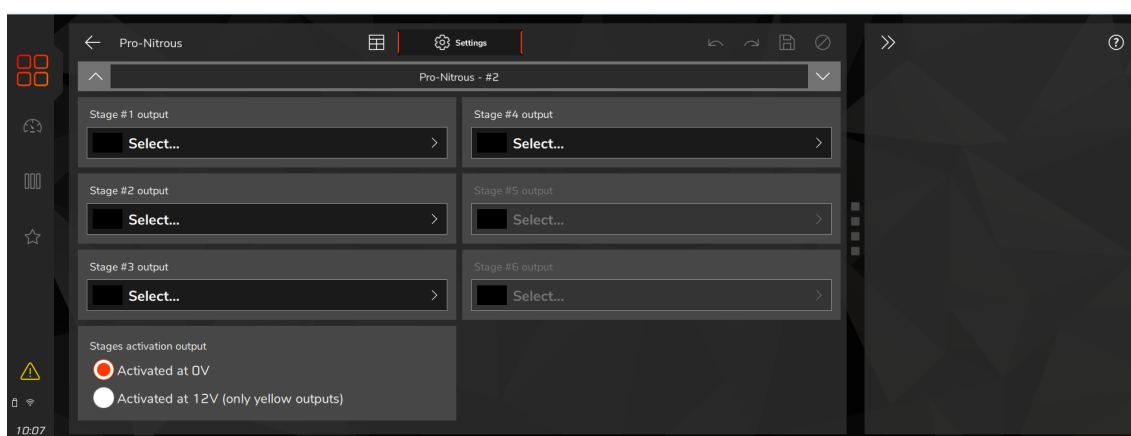 Pro-Nitrous
Settings
Pro-Nitrous - #2
Stage #1 output
Select...
Stage #4 output
Select...
Stage #2 output
Select...
Stage #5 output
Select...
Stage #3 output
Select...
Stage #6 output
Select...
Stages activation output
Activated at 0V
Activated at 12V (only yellow outputs)
10:07